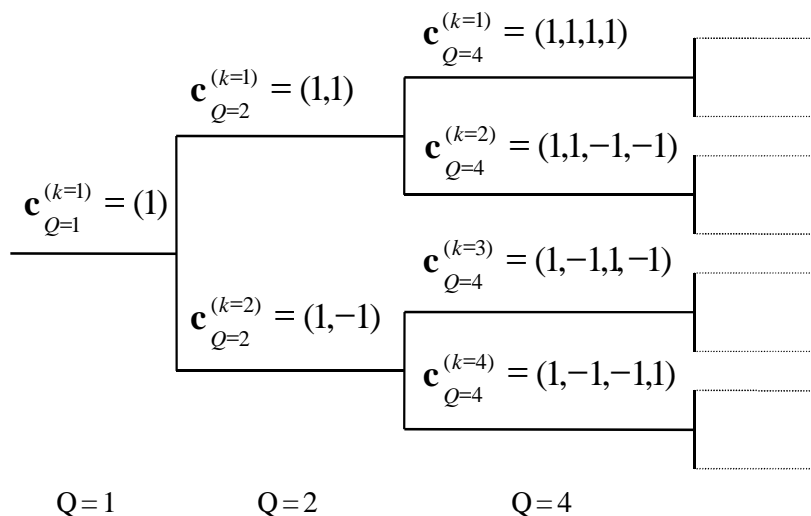 c_{Q=4}^{(k=1)} = (1,1,1,1)
c_{Q=2}^{(k=1)} = (1,1)
c_{Q=4}^{(k=2)} = (1,1,−1,−1)
c_{Q=1}^{(k=1)} = (1)
c_{Q=4}^{(k=3)} = (1,−1,1,−1)
c_{Q=2}^{(k=2)} = (1,−1)
c_{Q=4}^{(k=4)} = (1,−1,−1,1)
Q = 1 Q = 2 Q = 4